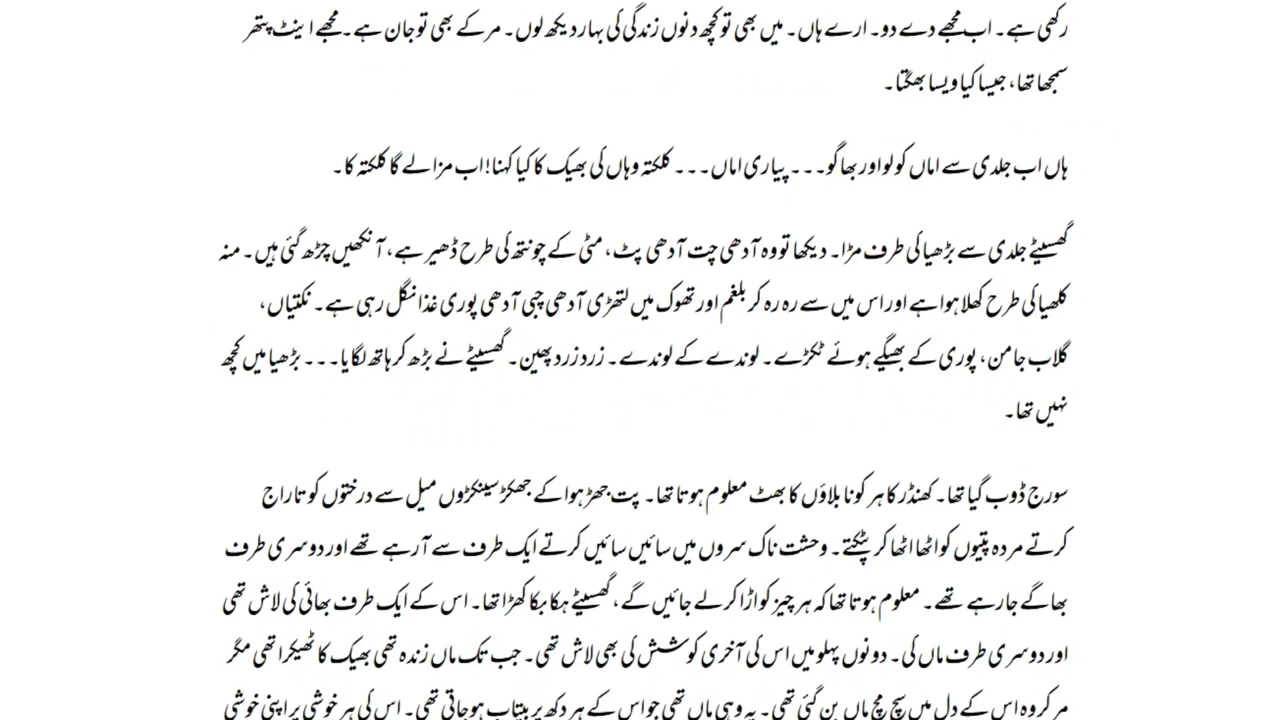 رکھی ہے۔ اب مجھے دے دو۔ ارے ہاں۔ میں بھی تو کچھ دنوں زندگی کی بہار دیکھ لوں۔ مر کے بھی تو جان ہے۔ مجھے اینٹ پتھر
سمجھا تھا، جیسا کیا ویسا بھگتا۔
ہاں اب جلدی سے اماں کو لو اور بھاگو۔۔۔ پیاری اماں۔۔۔ کلکتہ وہاں کی بھیک کا کیا کہنا! اب مزا لے گا کلکتہ کا۔
گھسیٹے جلدی سے بڑھیا کی طرف مڑا۔ دیکھا تو وہ آدھی چت آدھی پٹ، مٹی کے چونتھ کی طرح ڈھیر ہے، آنکھیں چڑھ گئی ہیں۔ منہ
کلھیا کی طرح کھلا ہوا ہے اور اس میں سے رہ رہ کر بلغم اور تھوک میں لتھڑی آدھی چبی آدھی پوری غذا نکل رہی ہے۔ نکتیاں،
گلاب جامن، پوری کے بھیگے ہوئے ٹکڑے۔ لوندے کے لوندے۔ زرد زرد پھین۔ گھسیٹے نے بڑھ کر ہاتھ لگایا۔۔۔ بڑھیا میں کچھ
نہیں تھا۔
سورج ڈوب گیا تھا۔ کھنڈر کا ہر کونا بلاؤں کا بھٹ معلوم ہوتا تھا۔ پت جھڑ ہوا کے جھکڑ سینکڑوں میل سے درختوں کو تاراج
کرتے مردہ پتیوں کو اٹھا اٹھا کر پٹکتے۔ وحشت ناک سروں میں سائیں سائیں کرتے ایک طرف سے آرہے تھے اور دوسری طرف
بھاگے جارہے تھے۔ معلوم ہوتا تھا کہ ہر چیز کو اڑا کر لے جائیں گے، گھسیٹے ہکا بکا کھڑا تھا۔ اس کے ایک طرف بھائی کی لاش تھی
اور دوسری طرف ماں کی۔ دونوں پہلو میں اس کی آخری کوشش کی بھی لاش تھی۔ جب تک ماں زندہ تھی بھیک کا ٹھیکرا تھی مگر
مر کر وہ اس کے دل میں سچ مچ ماں بن گئی تھی۔ یہ وہی ماں تھی جو اس کے ہر دکھ پر بیتاب ہوجاتی تھی۔ اس کی ہر خوشی پر اپنی خوشی